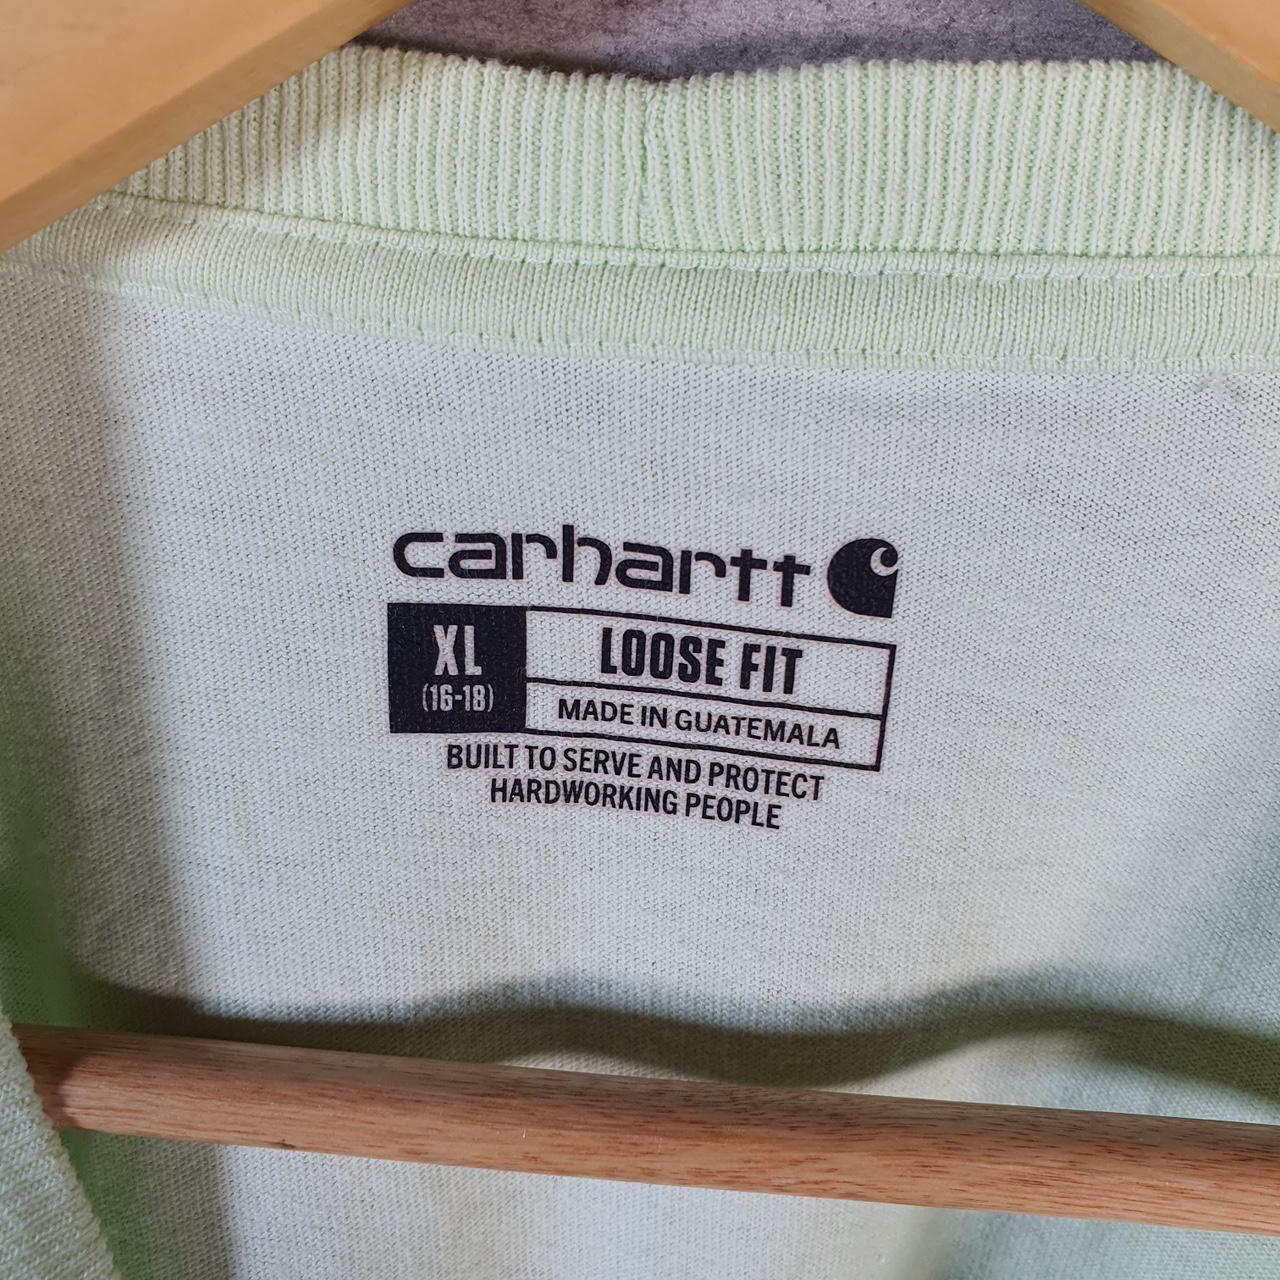 carhartt
XL
(16-18)
LOOSE FIT
MADE IN GUATEMALA
BUILT TO SERVE AND PROTECT
HARDWORKING PEOPLE